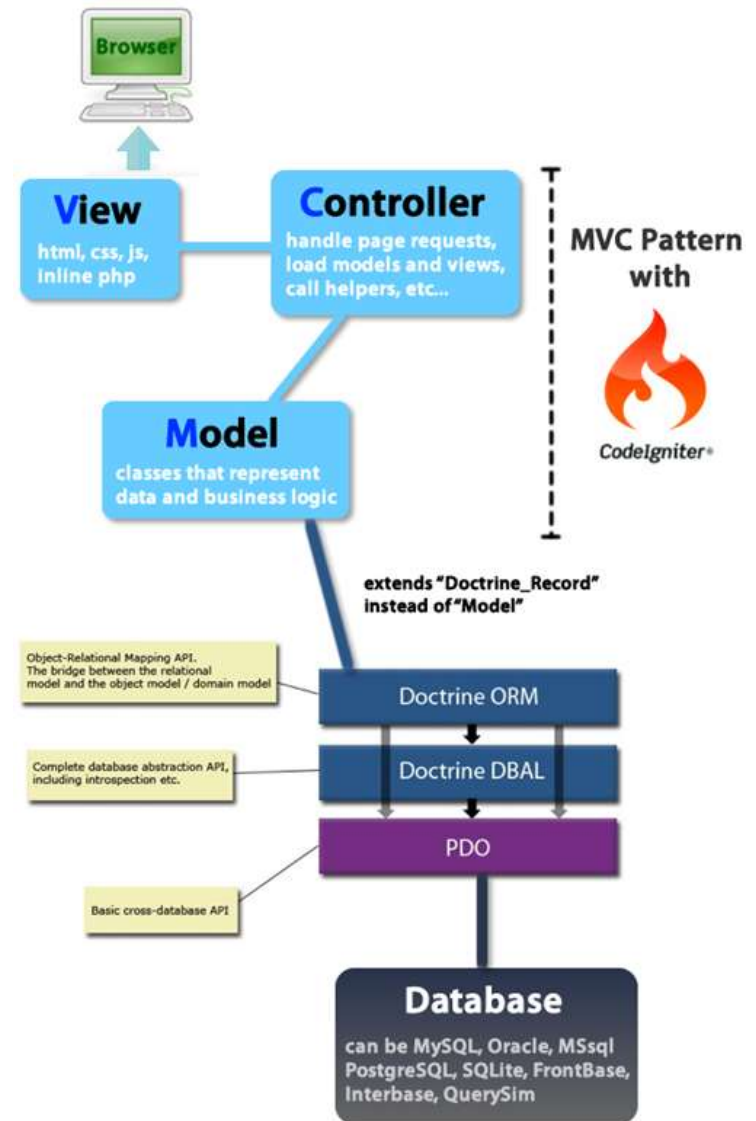 Browser
View
html, css, js,
inline php
Controller
handle page requests,
load models and views,
call helpers, etc...
MVC Pattern
with
CodeIgniter®
Model
classes that represent
data and business logic
extends "Doctrine_Record"
instead of "Model"
Object-Relational Mapping API.
The bridge between the relational
model and the object model / domain model
Doctrine ORM
Complete database abstraction API,
including introspection etc.
Doctrine DBAL
PDO
Basic cross-database API
Database
can be MySQL, Oracle, MSsql
PostgreSQL, SQLite, FrontBase,
Interbase, QuerySim